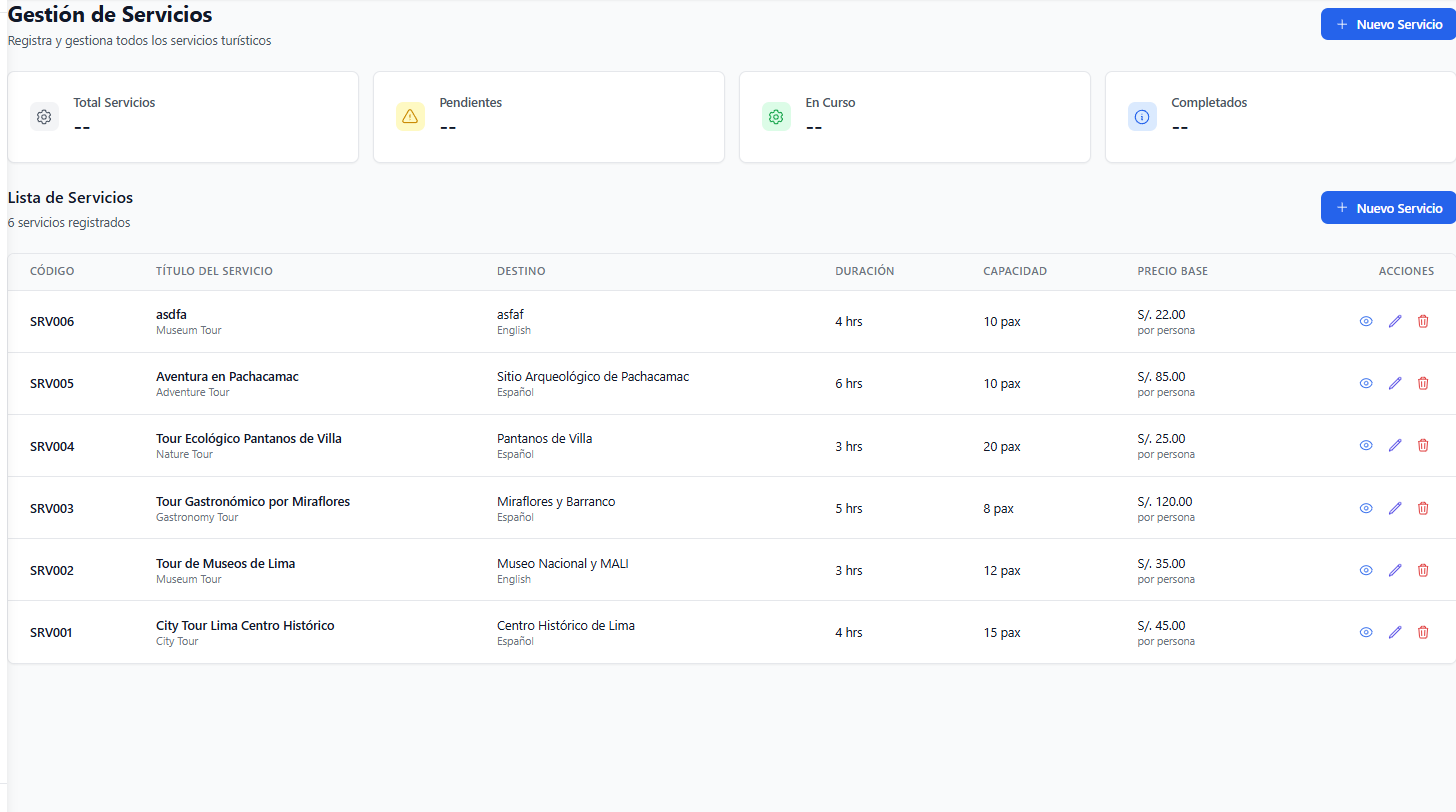 Gestión de Servicios
Registra y gestiona todos los servicios turísticos
Nuevo Servicio
Total Servicios
--
Pendientes
--
En Curso
--
Completados
--
Lista de Servicios
6 servicios registrados
Nuevo Servicio
CÓDIGO TÍTULO DEL SERVICIO DESTINO DURACIÓN CAPACIDAD PRECIO BASE ACCIONES
SRV006 asdfa asfaf 4 hrs 10 pax S/. 22.00
Museum Tour English por persona
SRV005 Aventura en Pachacamac Sitio Arqueológico de Pachacamac 6 hrs 10 pax S/. 85.00
Adventure Tour Español por persona
SRV004 Tour Ecológico Pantanos de Villa Pantanos de Villa 3 hrs 20 pax S/. 25.00
Nature Tour Español por persona
SRV003 Tour Gastronómico por Miraflores Miraflores y Barranco 5 hrs 8 pax S/. 120.00
Gastronomy Tour Español por persona
SRV002 Tour de Museos de Lima Museo Nacional y MALI 3 hrs 12 pax S/. 35.00
Museum Tour English por persona
SRV001 City Tour Lima Centro Histórico Centro Histórico de Lima 4 hrs 15 pax S/. 45.00
City Tour Español por persona